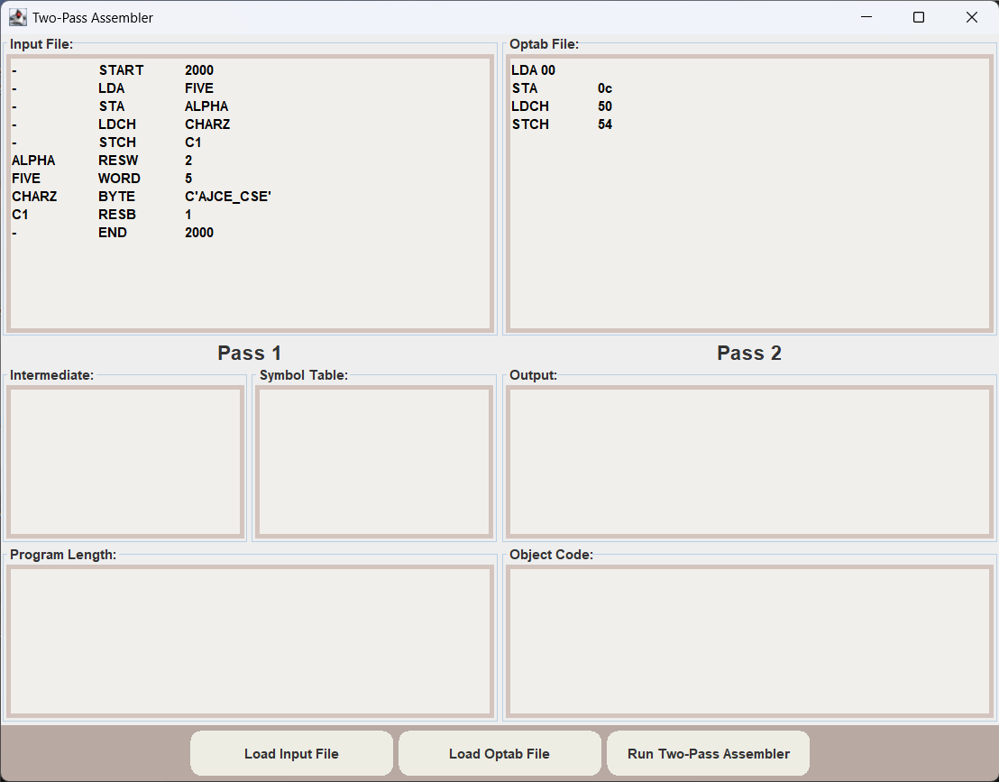 Two-Pass Assembler
Input File:
- START 2000
- LDA FIVE
- STA ALPHA
- LDCH CHARZ
- STCH C1
ALPHA RESW 2
FIVE WORD 5
CHARZ BYTE C'AJCE_CSE'
C1 RESB 1
- END 2000
Optab File:
LDA 00
STA 0c
LDCH 50
STCH 54
Pass 1
Pass 2
Intermediate:
Symbol Table:
Output:
Program Length:
Object Code:
Load Input File
Load Optab File
Run Two-Pass Assembler